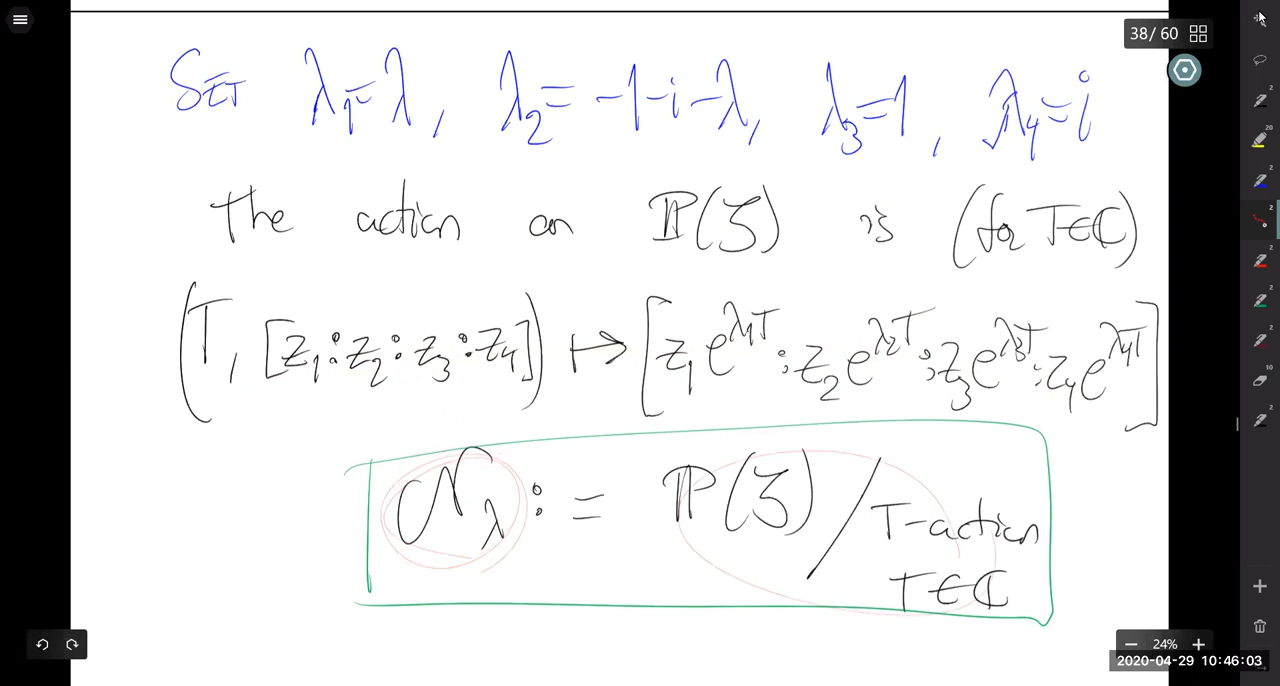 38/60
SET λ₁=λ, λ₂=-1-i-λ, λ₃=1, λ₄=i
The action on ℙ(ζ) is (for T∈ℂ)
(T, [z₁:z₂:z₃:z₄]) ↦ [z₁e^{λ₁T}:z₂e^{λ₂T}:z₃e^{λ₃T}:z₄e^{λ₄T}]
𝒩_λ := ℙ(ζ)/T-action
T∈ℂ
24%
2020-04-29 10:46:03